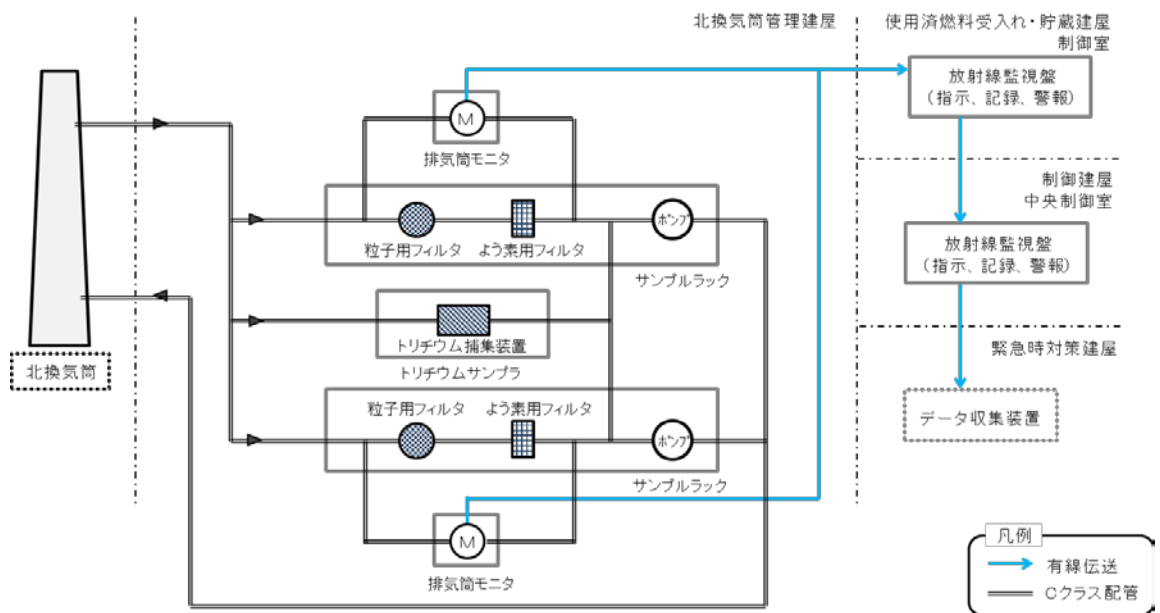 北換気筒管理建屋
使用済燃料受入れ・貯蔵建屋
制御室
放射線監視盤
(指示、記録、警報)
M
排気筒モニタ
制御建屋
中央制御室
粒子用フィルタ
よう素用フィルタ
ポンプ
サンプルラック
放射線監視盤
(指示、記録、警報)
トリチウム捕集装置
トリチウムサンプラ
緊急時対策建屋
北換気筒
粒子用フィルタ
よう素用フィルタ
ポンプ
サンプルラック
データ収集装置
M
排気筒モニタ
凡例
有線伝送
Cクラス配管